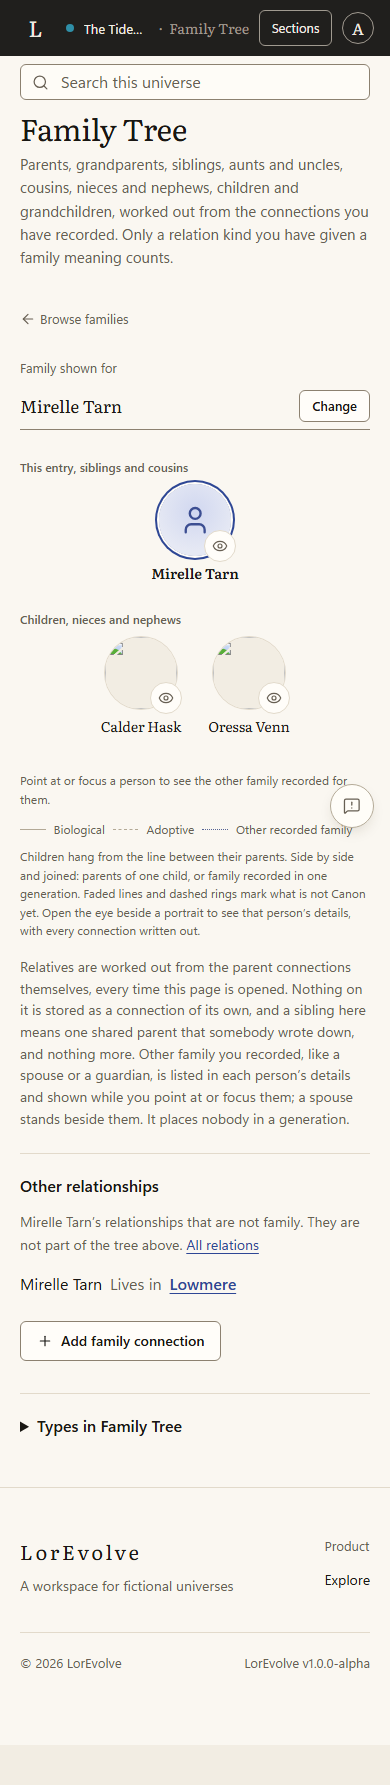 L
The Tide... · Family Tree
Sections
A
Search this universe
Family Tree
Parents, grandparents, siblings, aunts and uncles,
cousins, nieces and nephews, children and
grandchildren, worked out from the connections you
have recorded. Only a relation kind you have given a
family meaning counts.
Browse families
Family shown for
Mirelle Tarn
Change
This entry, siblings and cousins
Mirelle Tarn
Children, nieces and nephews
Calder Hask
Oressa Venn
Point at or focus a person to see the other family recorded for
them.
Biological
Adoptive
Other recorded family
Children hang from the line between their parents. Side by side
and joined: parents of one child, or family recorded in one
generation. Faded lines and dashed rings mark what is not Canon
yet. Open the eye beside a portrait to see that person’s details,
with every connection written out.
Relatives are worked out from the parent connections
themselves, every time this page is opened. Nothing on
it is stored as a connection of its own, and a sibling here
means one shared parent that somebody wrote down,
and nothing more. Other family you recorded, like a
spouse or a guardian, is listed in each person’s details
and shown while you point at or focus them; a spouse
stands beside them. It places nobody in a generation.
Other relationships
Mirelle Tarn’s relationships that are not family. They are
not part of the tree above. All relations
Mirelle Tarn Lives in Lowmere
Add family connection
Types in Family Tree
LorEvolve
Product
A workspace for fictional universes
Explore
© 2026 LorEvolve
LorEvolve v1.0.0-alpha